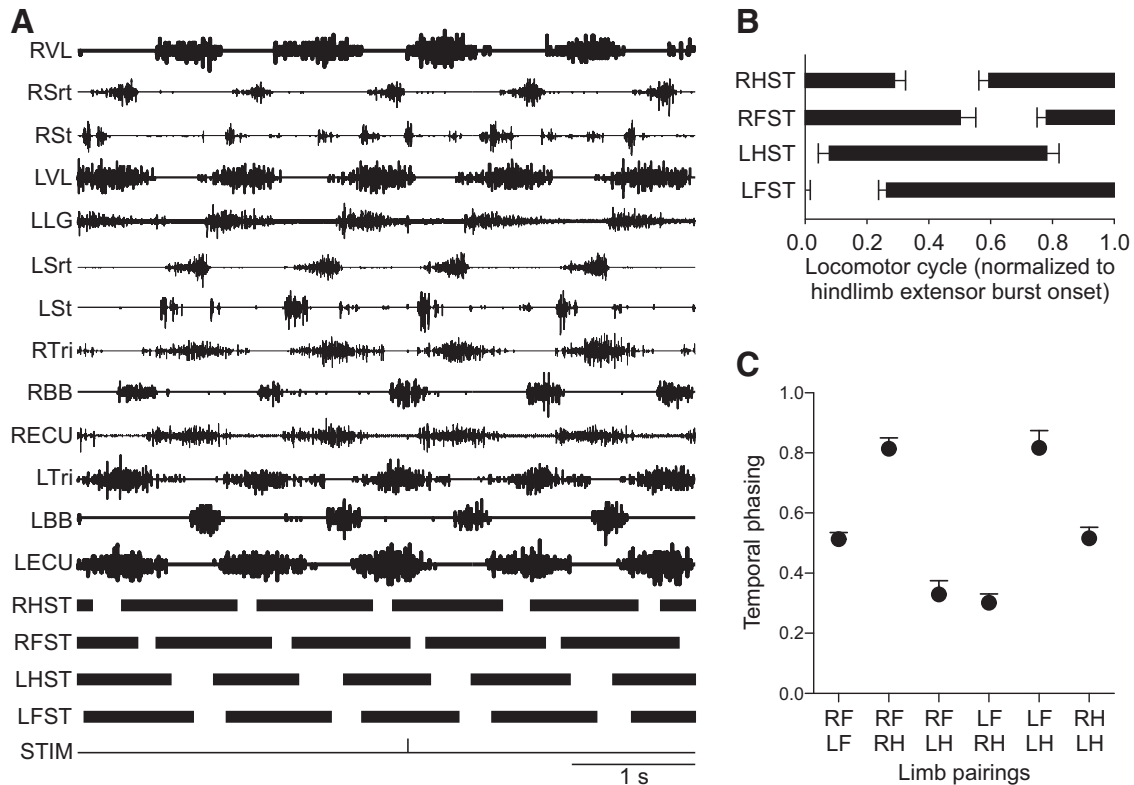 A
RVL
RSrt
RSt
LVL
LLG
LSrt
LSt
RTri
RBB
RECU
LTri
LBB
LECU
RHST
RFST
LHST
LFST
STIM
1 s
B
RHST
RFST
LHST
LFST
0.0 0.2 0.4 0.6 0.8 1.0
Locomotor cycle (normalized to
hindlimb extensor burst onset)
C
Temporal phasing
1.0
0.8
0.6
0.4
0.2
0.0
RF RF RF LF LF RH
LF RH LH RH LH LH
Limb pairings